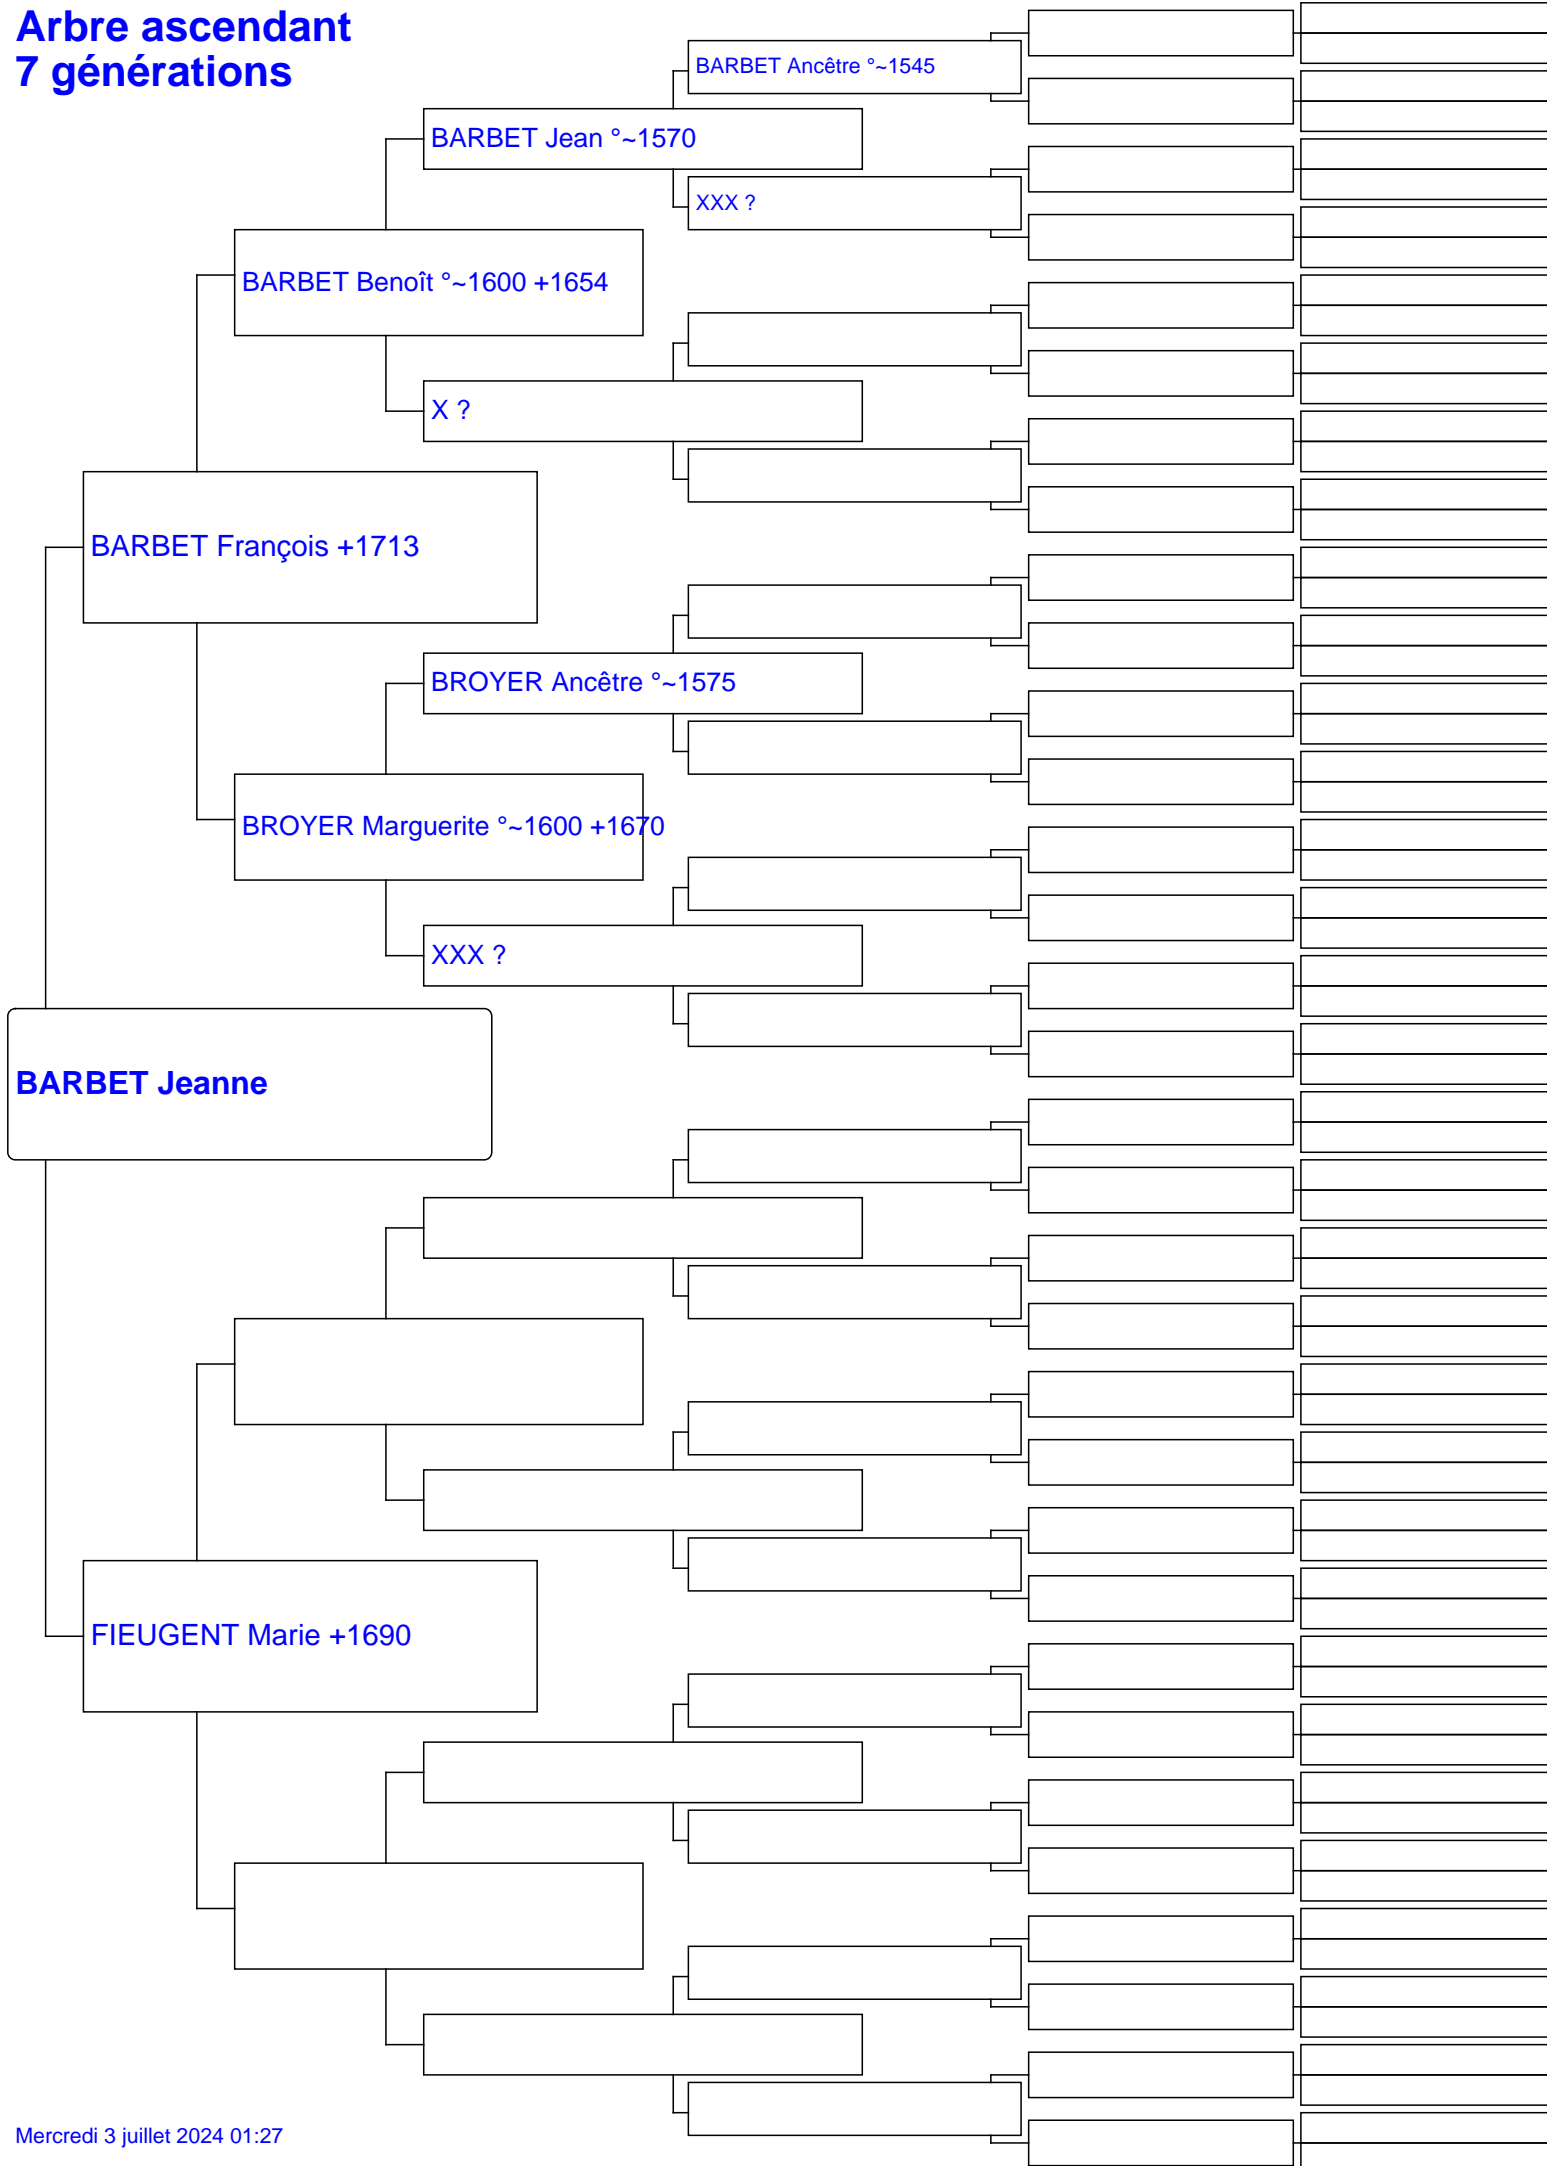 Arbre ascendant
7 générations
BARBET Ancêtre °~1545
BARBET Jean °~1570
XXX ?
BARBET Benoît °~1600 +1654
X ?
BARBET François +1713
BROYER Ancêtre °~1575
BROYER Marguerite °~1600 +1670
XXX ?
BARBET Jeanne
FIEUGENT Marie +1690
Mercredi 3 juillet 2024 01:27